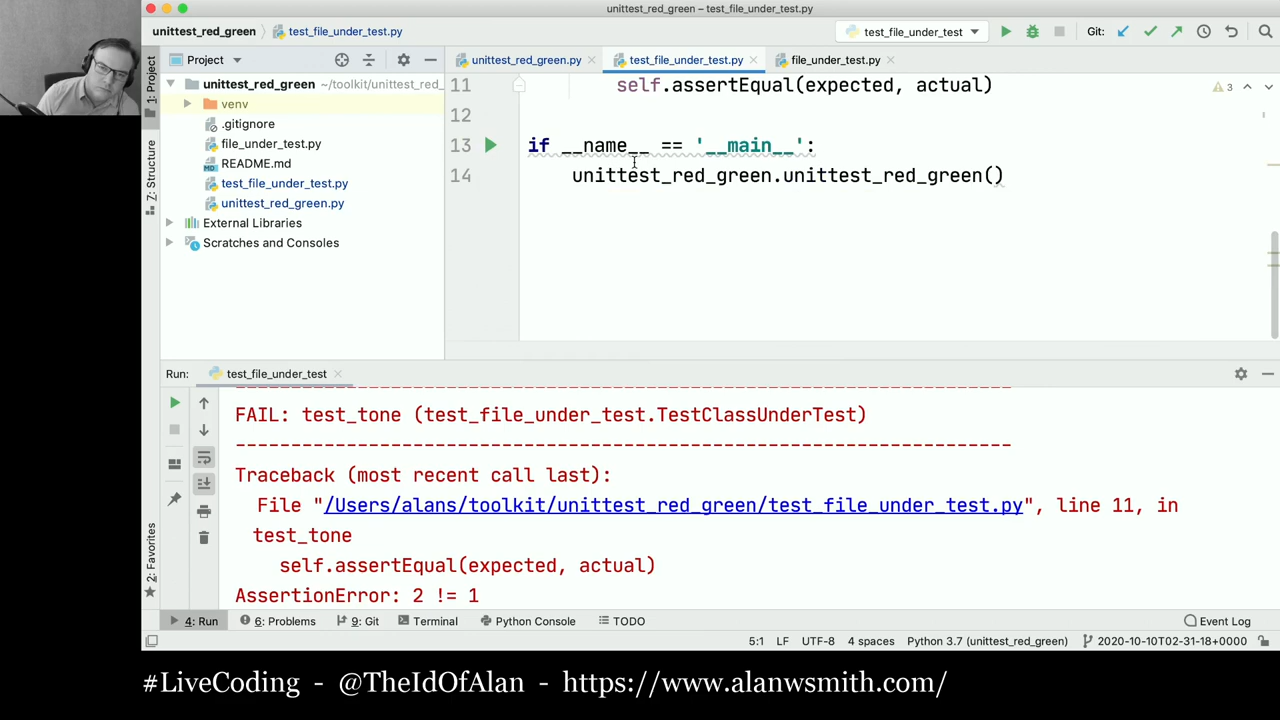 unittest_red_green – test_file_under_test.py
unittest_red_green
test_file_under_test.py
test_file_under_test
Git:
1: Project
Z: Structure
2: Favorites
Project
unittest_red_green ~/toolkit/unittest_red_
venv
.gitignore
file_under_test.py
README.md
test_file_under_test.py
unittest_red_green.py
External Libraries
Scratches and Consoles
unittest_red_green.py
test_file_under_test.py
file_under_test.py
3
11 self.assertEqual(expected, actual)
12
13 if __name__ == '__main__':
14 unittest_red_green.unittest_red_green()
Run: test_file_under_test
FAIL: test_tone (test_file_under_test.TestClassUnderTest)
----------------------------------------------------------------------
Traceback (most recent call last):
File "/Users/alans/toolkit/unittest_red_green/test_file_under_test.py", line 11, in
test_tone
self.assertEqual(expected, actual)
AssertionError: 2 != 1
4: Run
6: Problems
9: Git
Terminal
Python Console
TODO
Event Log
5:1 LF UTF-8 4 spaces Python 3.7 (unittest_red_green) 2020-10-10T02-31-18+0000
#LiveCoding - @TheIdOfAlan - https://www.alanwsmith.com/